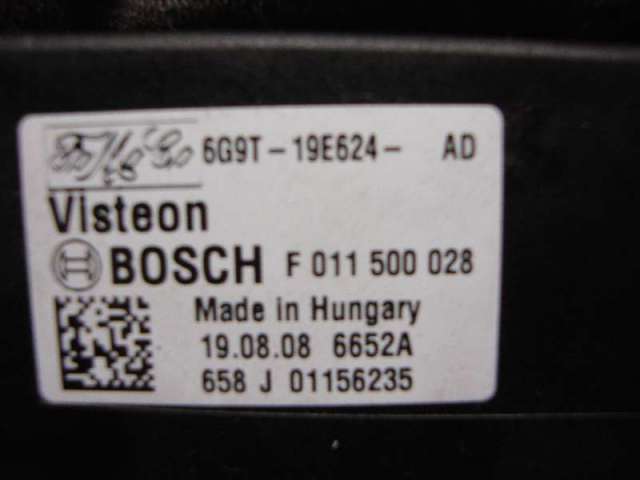 6G9T-19E624- AD
Visteon
BOSCH F 011 500 028
Made in Hungary
19.08.08 6652A
658 J 01156235